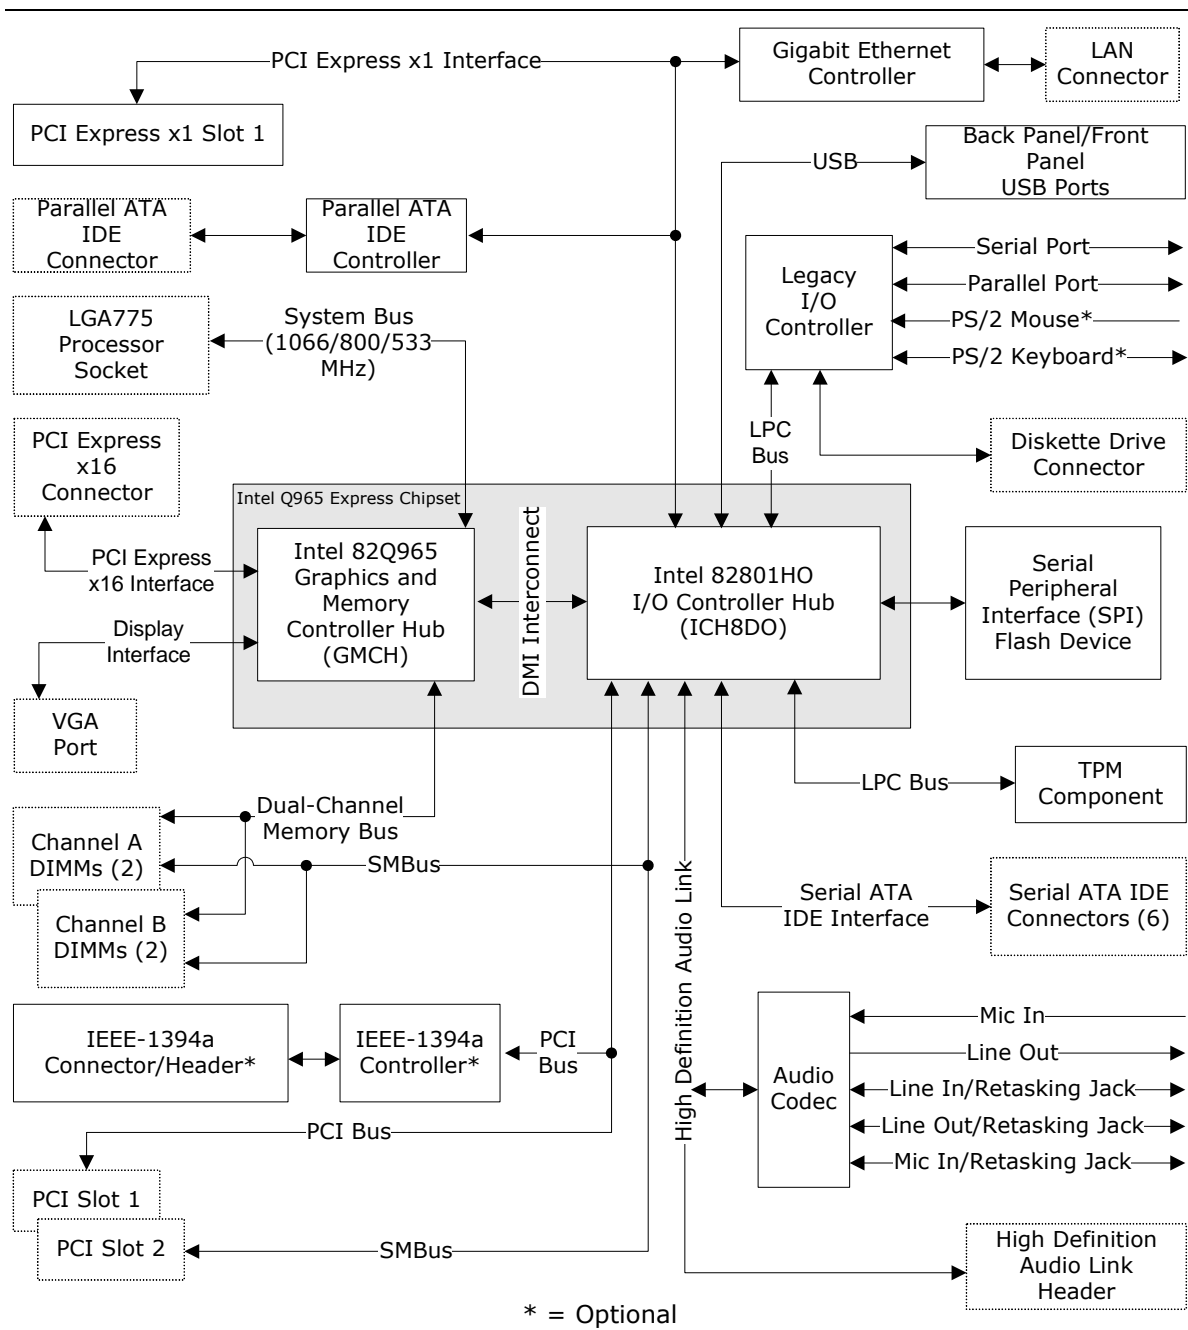 PCI Express x1 Interface
Gigabit Ethernet
Controller
LAN
Connector
PCI Express x1 Slot 1
USB
Back Panel/Front
Panel
USB Ports
Parallel ATA
IDE
Connector
Parallel ATA
IDE
Controller
Legacy
I/O
Controller
Serial Port
Parallel Port
PS/2 Mouse*
PS/2 Keyboard*
LGA775
Processor
Socket
System Bus
(1066/800/533
MHz)
LPC
Bus
Diskette Drive
Connector
PCI Express
x16
Connector
Intel Q965 Express Chipset
PCI Express
x16 Interface
Intel 82Q965
Graphics and
Memory
Controller Hub
(GMCH)
DMI Interconnect
Intel 82801HO
I/O Controller Hub
(ICH8DO)
Serial
Peripheral
Interface (SPI)
Flash Device
Display
Interface
VGA
Port
LPC Bus
TPM
Component
Dual-Channel
Memory Bus
Channel A
DIMMs (2)
SMBus
Channel B
DIMMs (2)
High Definition Audio Link
Serial ATA
IDE Interface
Serial ATA IDE
Connectors (6)
IEEE-1394a
Connector/Header*
IEEE-1394a
Controller*
PCI
Bus
Audio
Codec
Mic In
Line Out
Line In/Retasking Jack
Line Out/Retasking Jack
Mic In/Retasking Jack
PCI Bus
PCI Slot 1
PCI Slot 2
SMBus
High Definition
Audio Link
Header
* = Optional